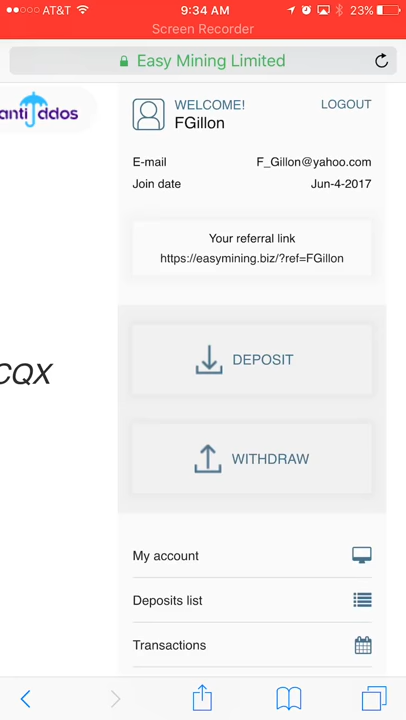 AT&T 9:34 AM 23%
Screen Recorder
Easy Mining Limited
anti ddos
WELCOME!
LOGOUT
FGillon
E-mail F_Gillon@yahoo.com
Join date Jun-4-2017
Your referral link
https://easymining.biz/?ref=FGillon
DEPOSIT
CQX
WITHDRAW
My account
Deposits list
Transactions